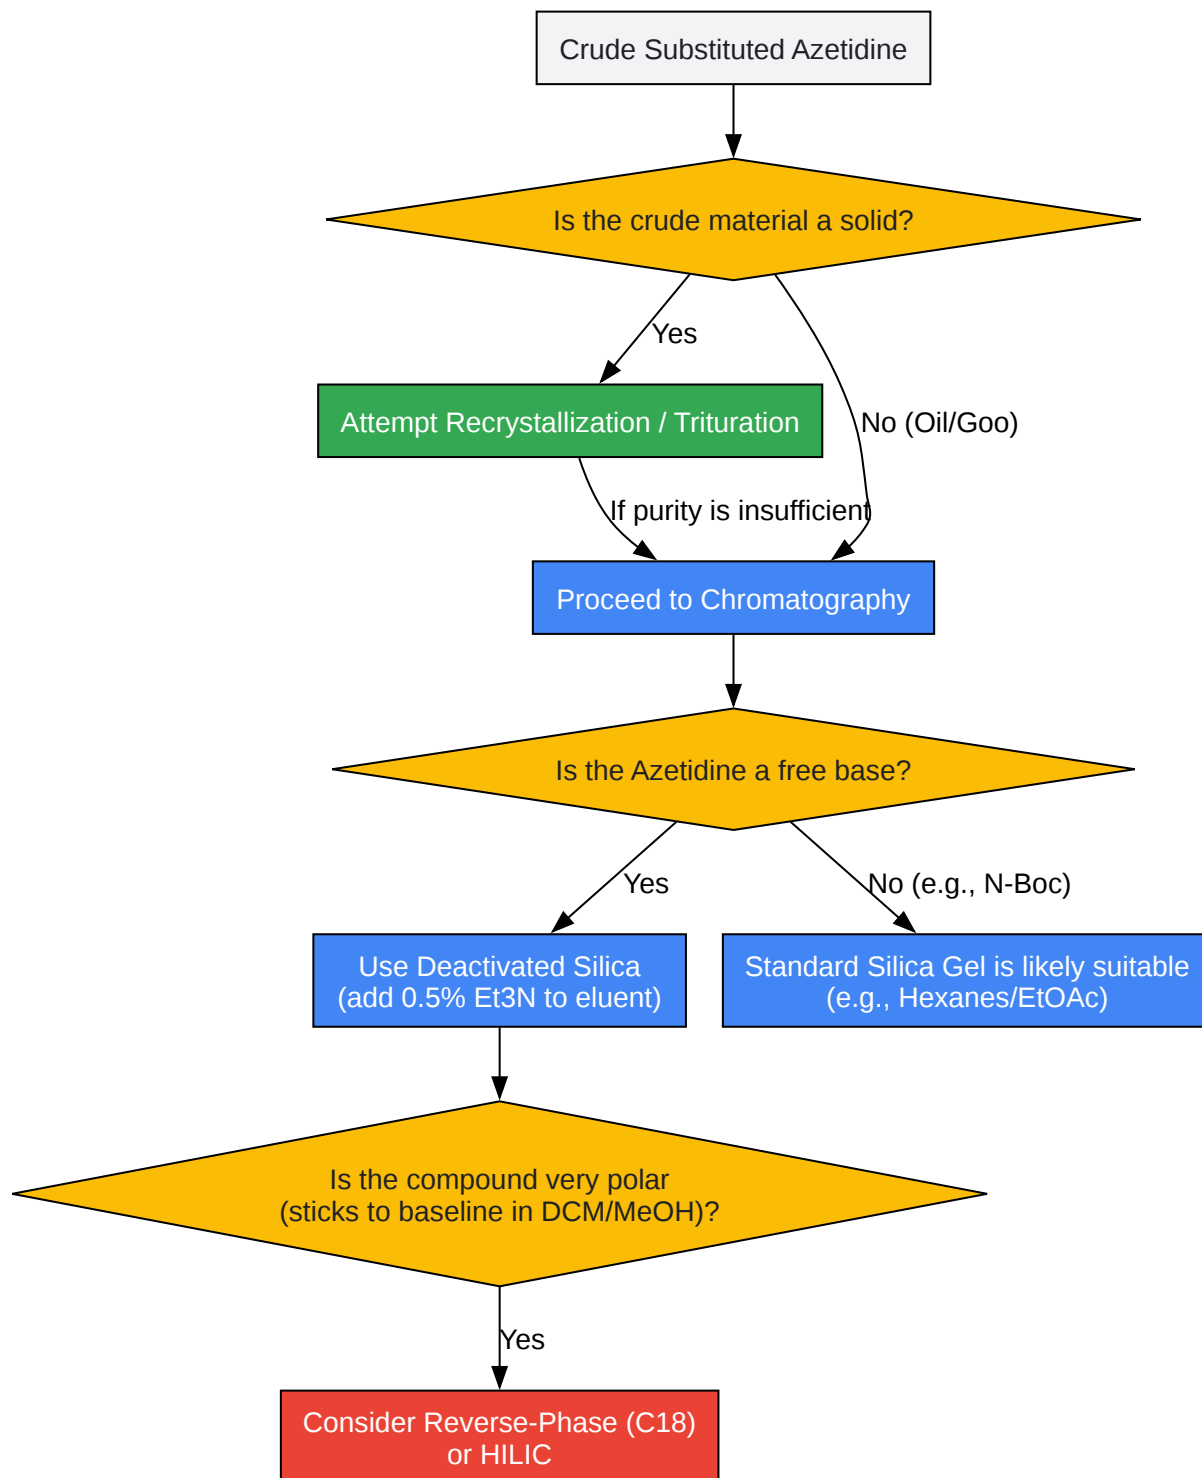 Crude Substituted Azetidine
Is the crude material a solid?
Yes
Attempt Recrystallization / Trituration
No (Oil/Goo)
If purity is insufficient
Proceed to Chromatography
Is the Azetidine a free base?
Yes
No (e.g., N-Boc)
Use Deactivated Silica
(add 0.5% Et3N to eluent)
Standard Silica Gel is likely suitable
(e.g., Hexanes/EtOAc)
Is the compound very polar
(sticks to baseline in DCM/MeOH)?
Yes
Consider Reverse-Phase (C18)
or HILIC